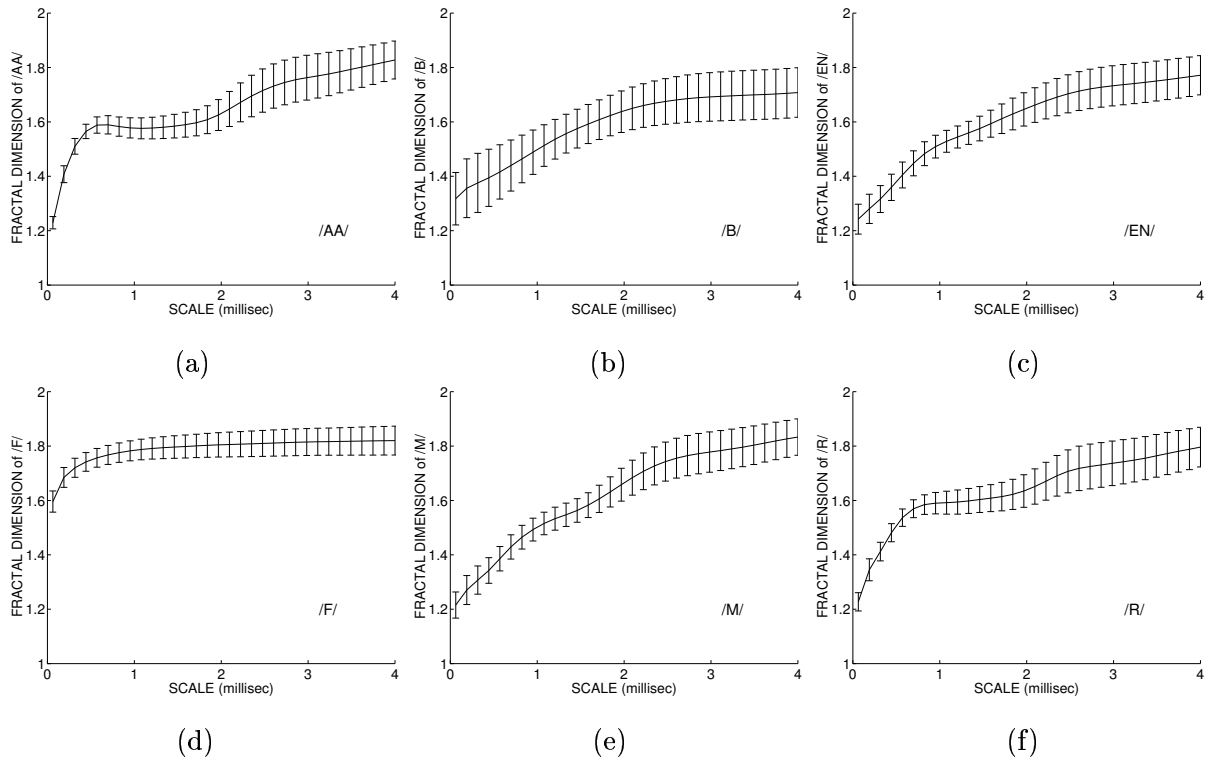 FRACTAL DIMENSION of /AA/
2
1.8
1.6
1.4
1.2
1
0 1 2 3 4
SCALE (millisec)
/AA/
(a)
FRACTAL DIMENSION of /B/
2
1.8
1.6
1.4
1.2
1
0 1 2 3 4
SCALE (millisec)
/B/
(b)
FRACTAL DIMENSION of /EN/
2
1.8
1.6
1.4
1.2
1
0 1 2 3 4
SCALE (millisec)
/EN/
(c)
FRACTAL DIMENSION of /F/
2
1.8
1.6
1.4
1.2
1
0 1 2 3 4
SCALE (millisec)
/F/
(d)
FRACTAL DIMENSION of /M/
2
1.8
1.6
1.4
1.2
1
0 1 2 3 4
SCALE (millisec)
/M/
(e)
FRACTAL DIMENSION of /R/
2
1.8
1.6
1.4
1.2
1
0 1 2 3 4
SCALE (millisec)
/R/
(f)